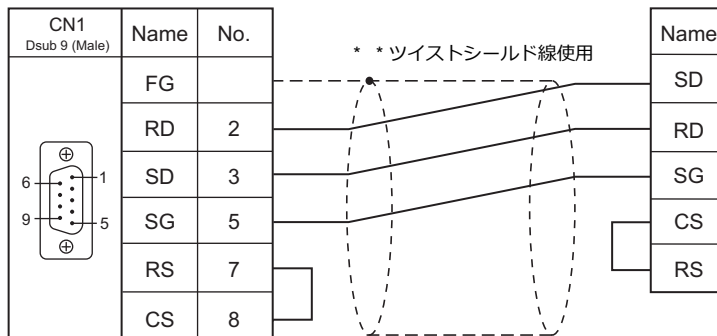 CN1
Dsub 9 (Male)
Name No.
FG
RD 2
SD 3
SG 5
RS 7
CS 8
6 1
9 5
* *ツイストシールド線使用
Name
SD
RD
SG
CS
RS